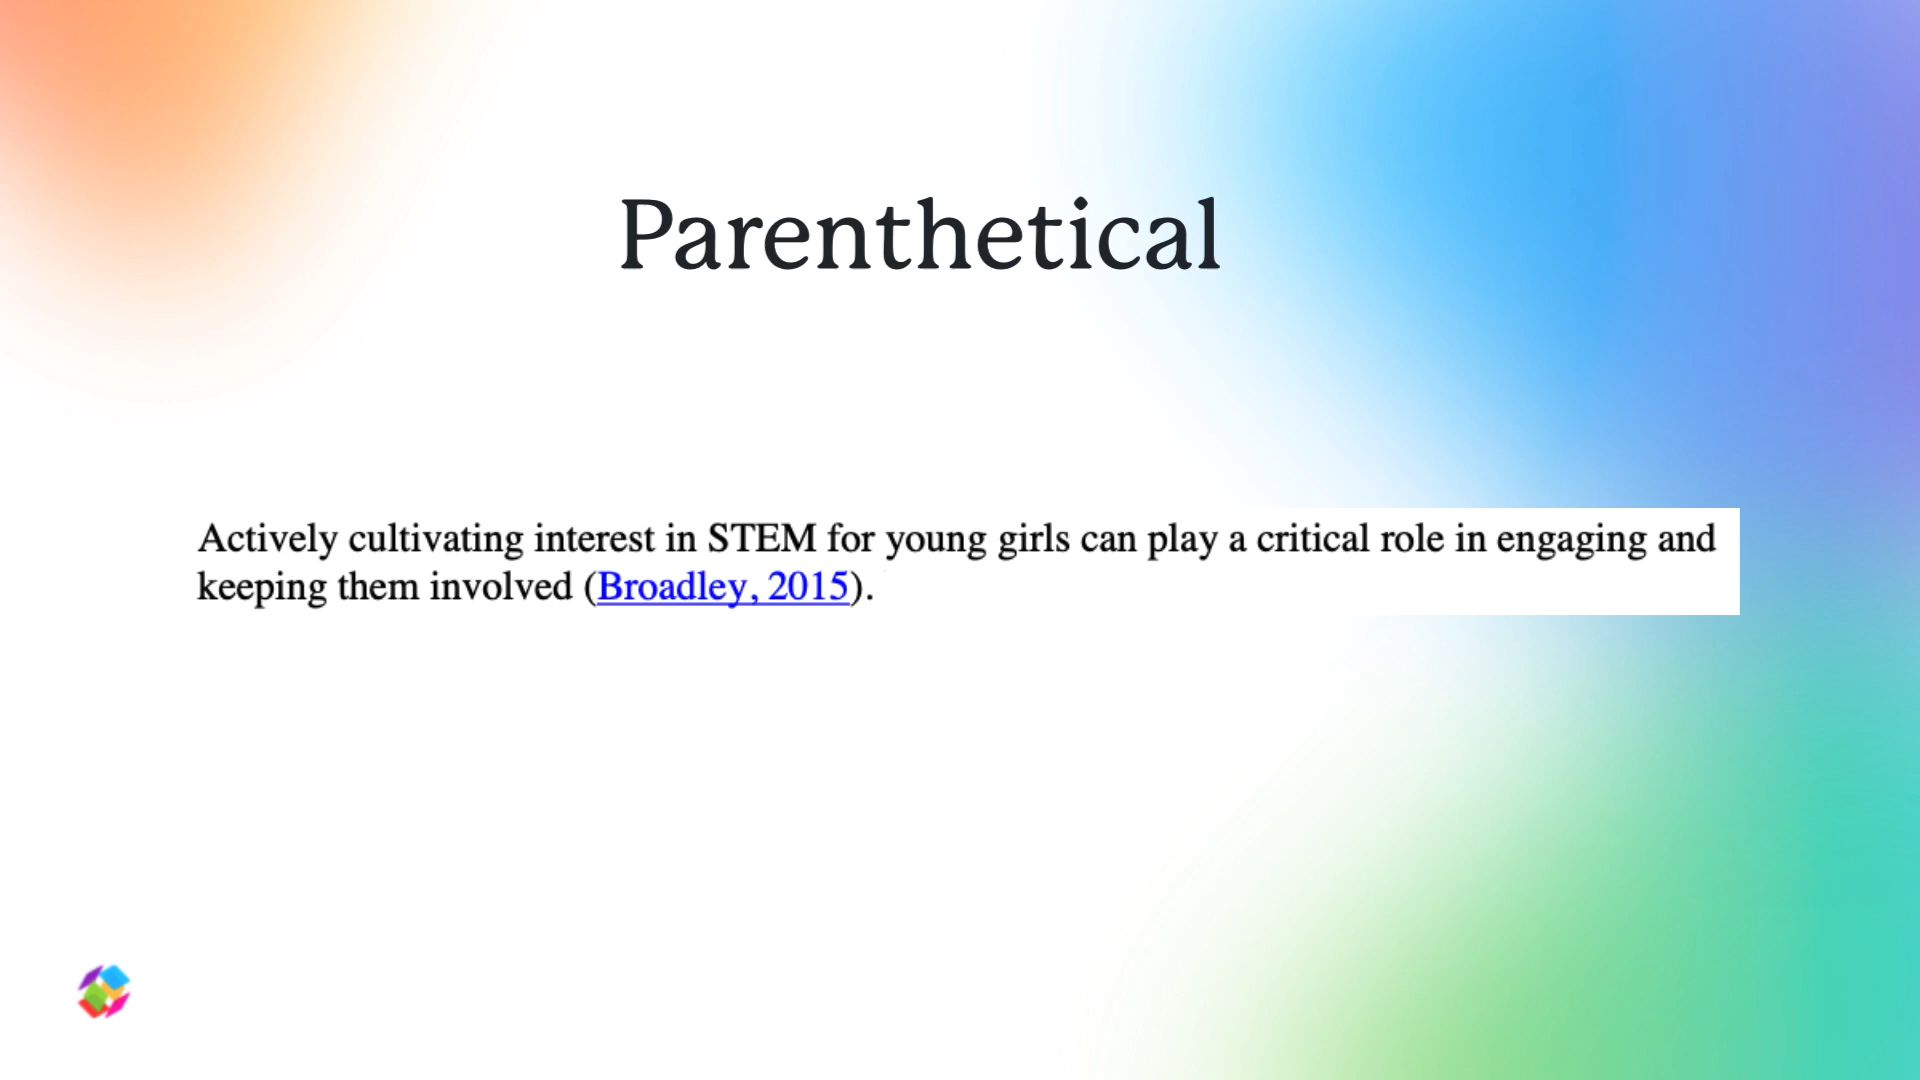 Parenthetical
Actively cultivating interest in STEM for young girls can play a critical role in engaging and
keeping them involved (Broadley, 2015).